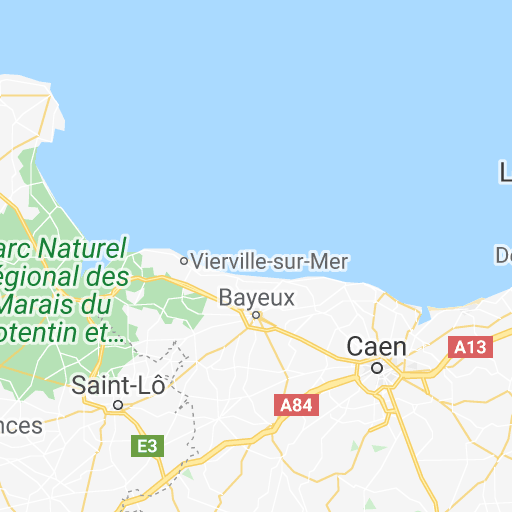 L
De
arc Naturel
égional des
Marais du
otentin et...
Vierville-sur-Mer
Bayeux
Caen
A13
Saint-Lô
A84
nces
E3